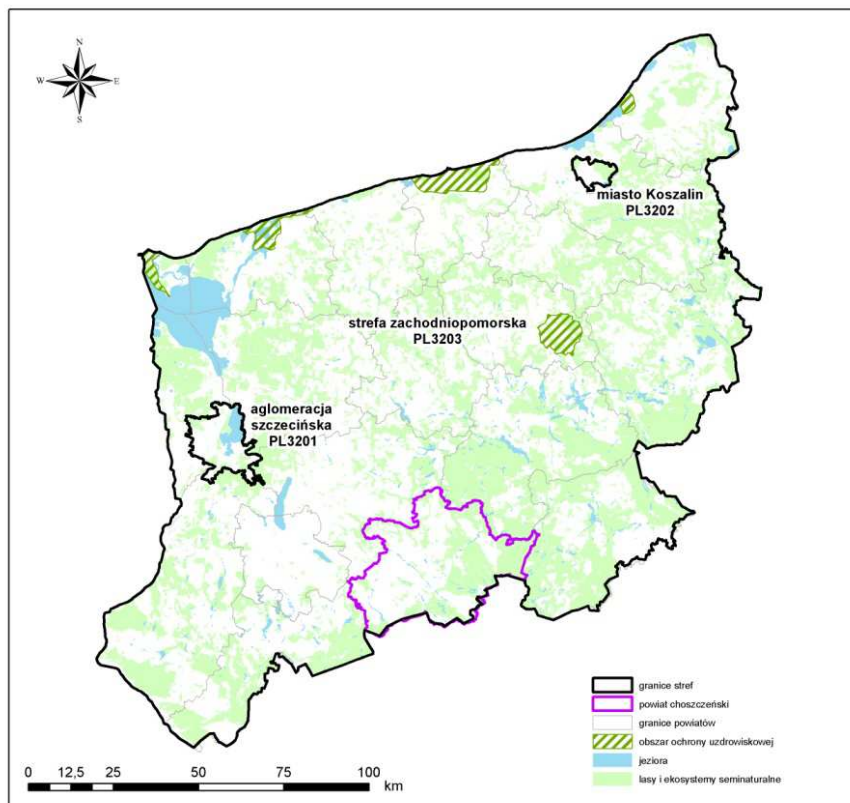 N
W E
S
miasto Koszalin
PL3202
strefa zachodniopomorska
PL3203
aglomeracja
szczecińska
PL3201
granice stref
powiat choszczeński
granice powiatów
obszar ochrony uzdrowiskowej
jeziora
lasy i ekosystemy seminaturalne
0 12,5 25 50 75 100
km